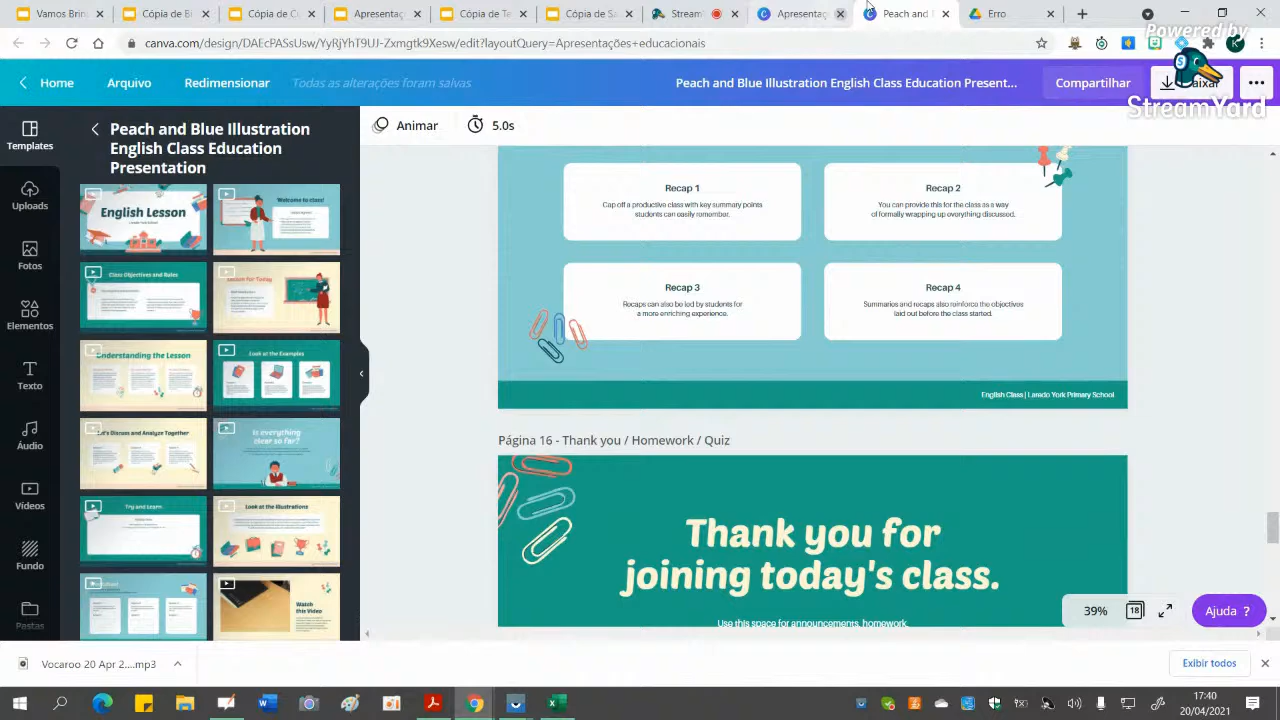 Vamos Brin
Cópia de Bi
Apresentaç
Cópia de Te
Cópia de Sa
Stream
Apresentaç
Peach and
Erro
canva.com/design/DAEcPASsUsw/YyRjYhT9UJ-Zxmgtk9XzeA/edit?layoutQuery=Apresentações+educacionais
K
Powered by
StreamYard
Home
Arquivo
Redimensionar
Todas as alterações foram salvas
Peach and Blue Illustration English Class Education Present...
Compartilhar
Baixar
Templates
Uploads
Fotos
Elementos
Texto
Áudio
Vídeos
Fundo
Pastas
Peach and Blue Illustration
English Class Education
Presentation
English Lesson
Welcome to class!
Class Objectives and Rules
Lesson For Today
Understanding the Lesson
Look at the Examples
Let's Discuss and Analyze Together
Is everything
clear so far?
Try and Learn
Look at the Illustrations
Watch
this Video
Animar
5.0s
Recap 1
Cap off a productive class with key summary points
students can easily remember.
Recap 2
You can provide this for the class as a way
of formally wrapping up everything discussed.
Recap 3
Recaps can also be led by students for
a more enriching experience.
Recap 4
Summaries and recaps also reinforce the objectives
laid out before the class started.
English Class | Laredo York Primary School
Página 16 - Thank you / Homework/ Quiz
Thank you for
joining today's class.
Use this space for announcements, homework,
39%
18
Ajuda ?
Vocaroo 20 Apr 2....mp3
Exibir todos
17:40
20/04/2021